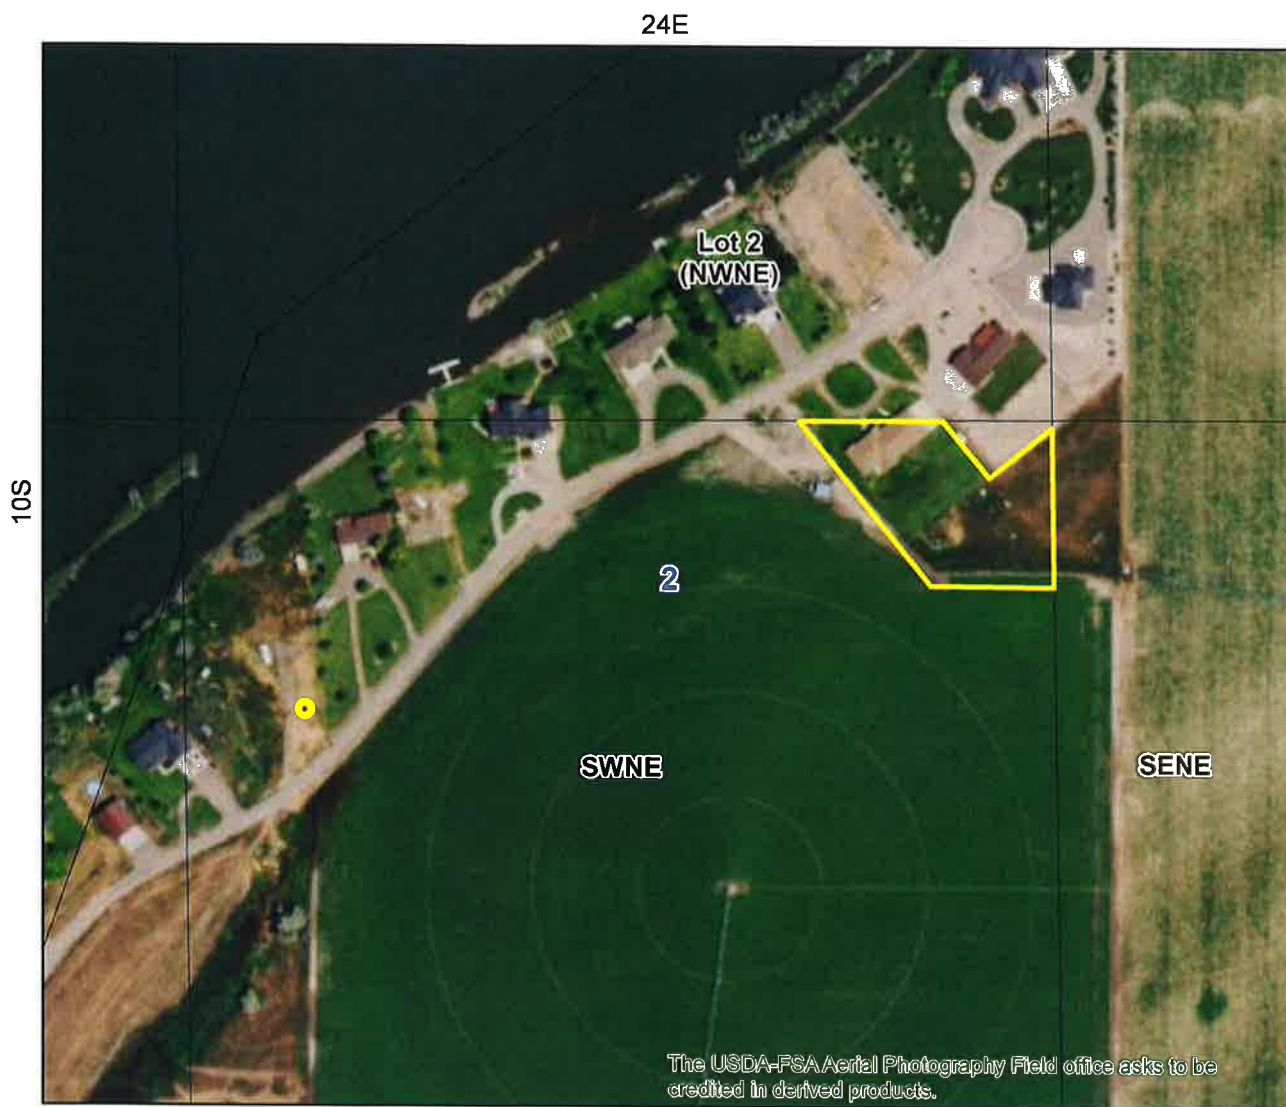 24E
Lot 2
(NWNE)
10S
2
SWNE
SENE
The USDA-FSA Aerial Photography Field office asks to be
credited in derived products.